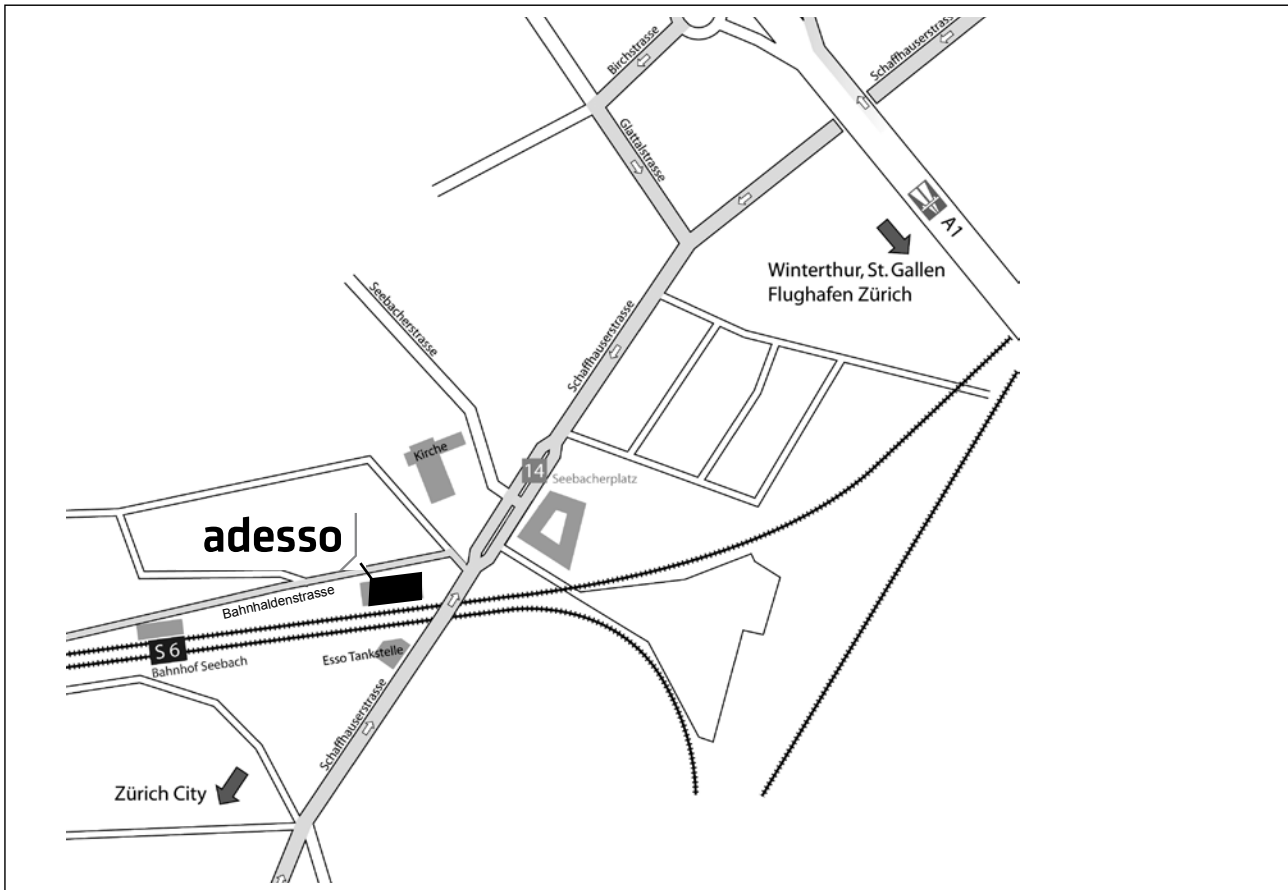 Birchstrasse
Schaffhauserstrasse
Glattalstrasse
A1
Winterthur, St. Gallen
Flughafen Zürich
Seebacherstrasse
Schaffhauserstrasse
Kirche
14
Seebacherplatz
adesso
Bahnhaldenstrasse
S 6
Bahnhof Seebach
Esso Tankstelle
Schaffhauserstrasse
Zürich City